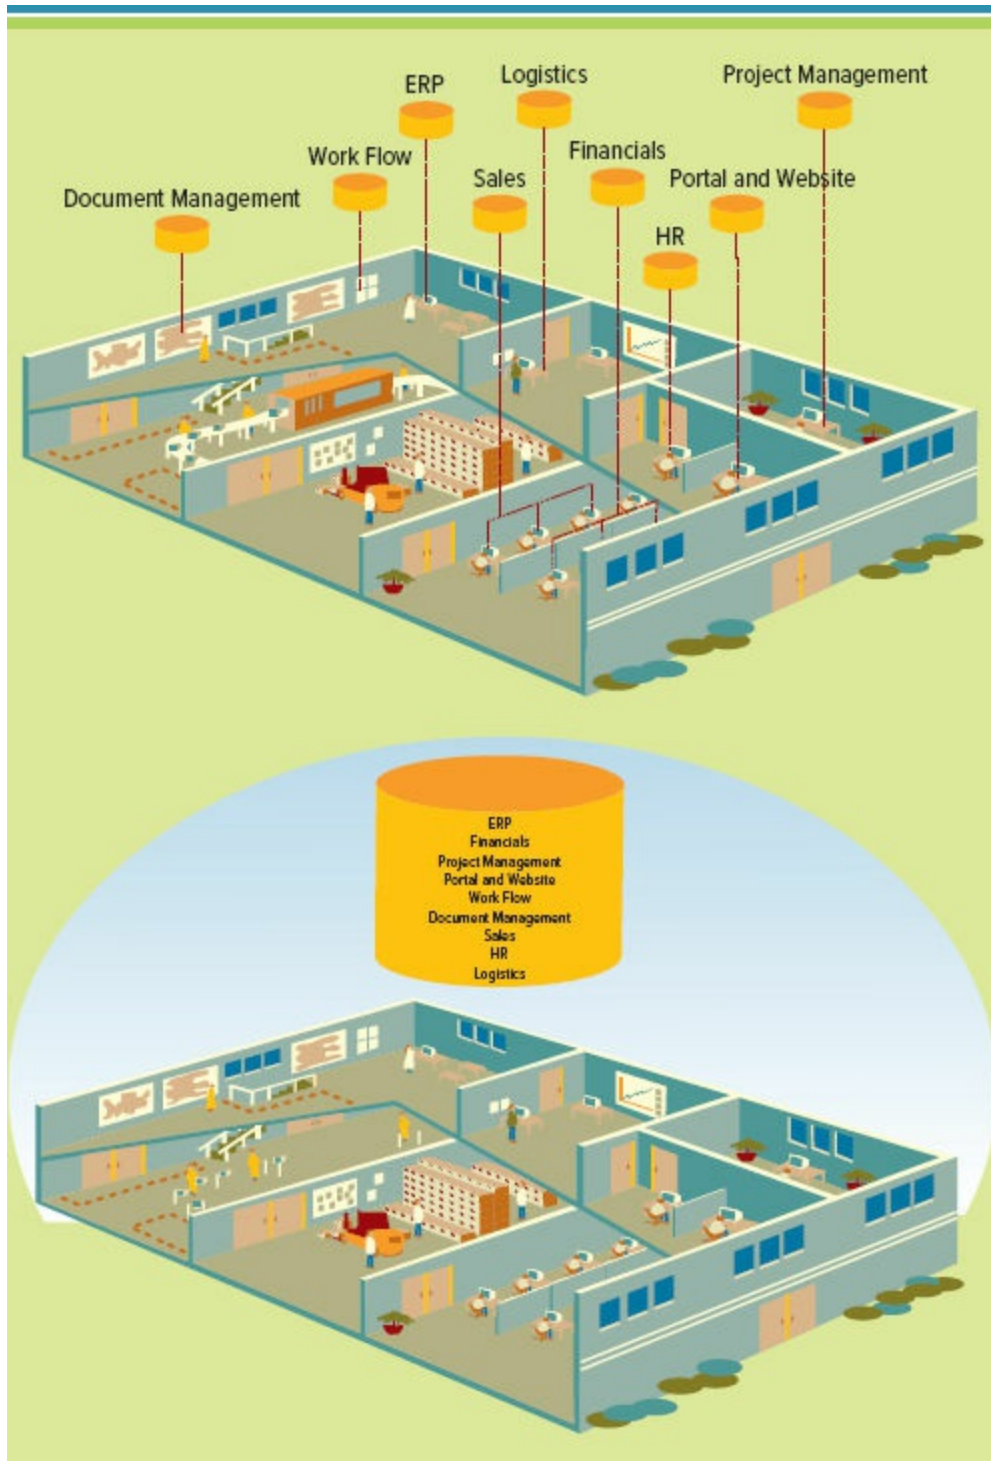 Logistics
Project Management
ERP
Financials
Work Flow
Sales
Portal and Website
Document Management
HR
ERP
Financials
Project Management
Portal and Website
Work Flow
Document Management
Sales
HR
Logistics